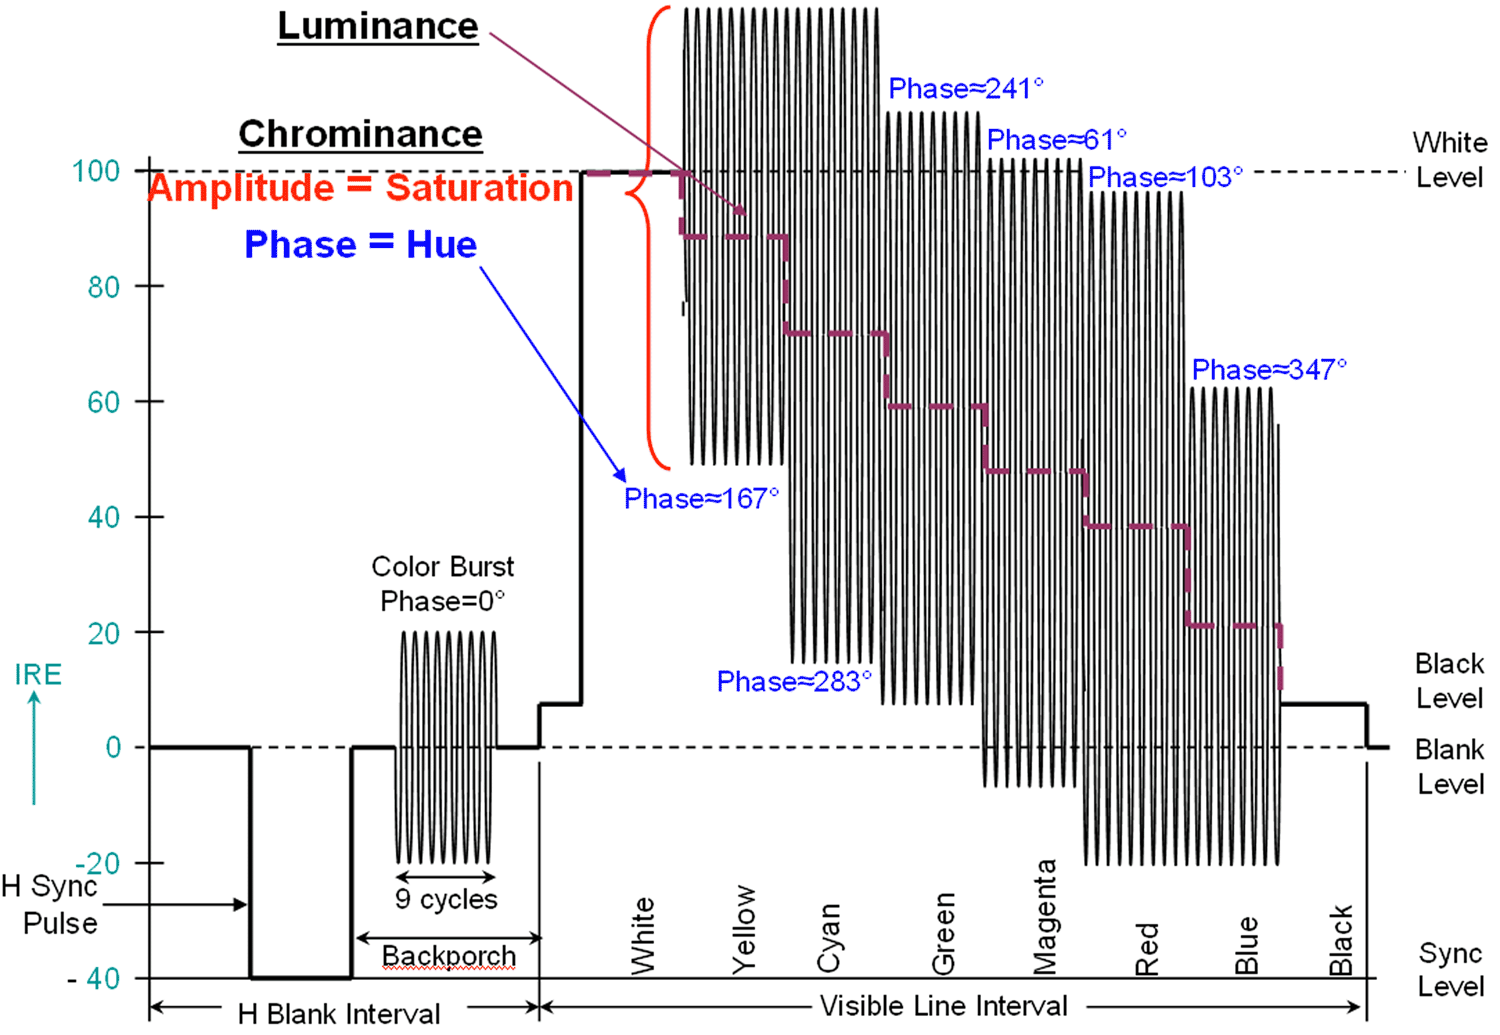 Luminance
Chrominance
Amplitude = Saturation
Phase = Hue
Phase≈241°
Phase≈61°
Phase≈103°
Phase≈347°
Phase≈167°
Phase≈283°
Color Burst
Phase=0°
100
80
60
40
20
0
-20
- 40
IRE
White
Level
Black
Level
Blank
Level
Sync
Level
H Sync
Pulse
9 cycles
Backporch
White
Yellow
Cyan
Green
Magenta
Red
Blue
Black
H Blank Interval
Visible Line Interval